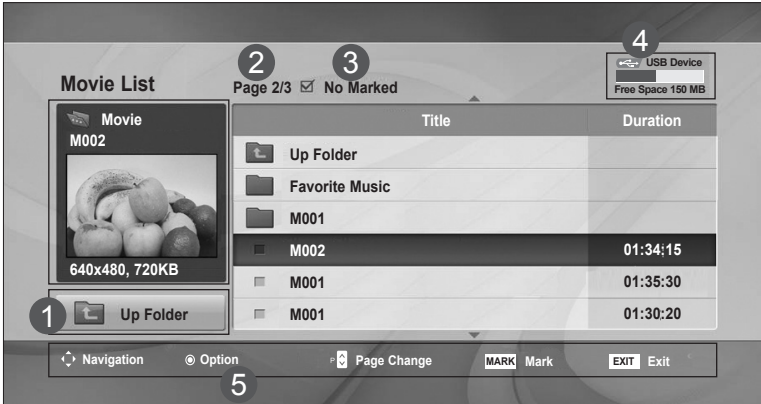 4
2 3
USB Device
Movie List
Page 2/3 No Marked
Free Space 150 MB
Movie
M002
Title Duration
Up Folder
Favorite Music
M001
M002 01:34:15
640x480, 720KB
M001 01:35:30
1
Up Folder
M001 01:30:20
Navigation Option P Page Change MARK Mark EXIT Exit
5